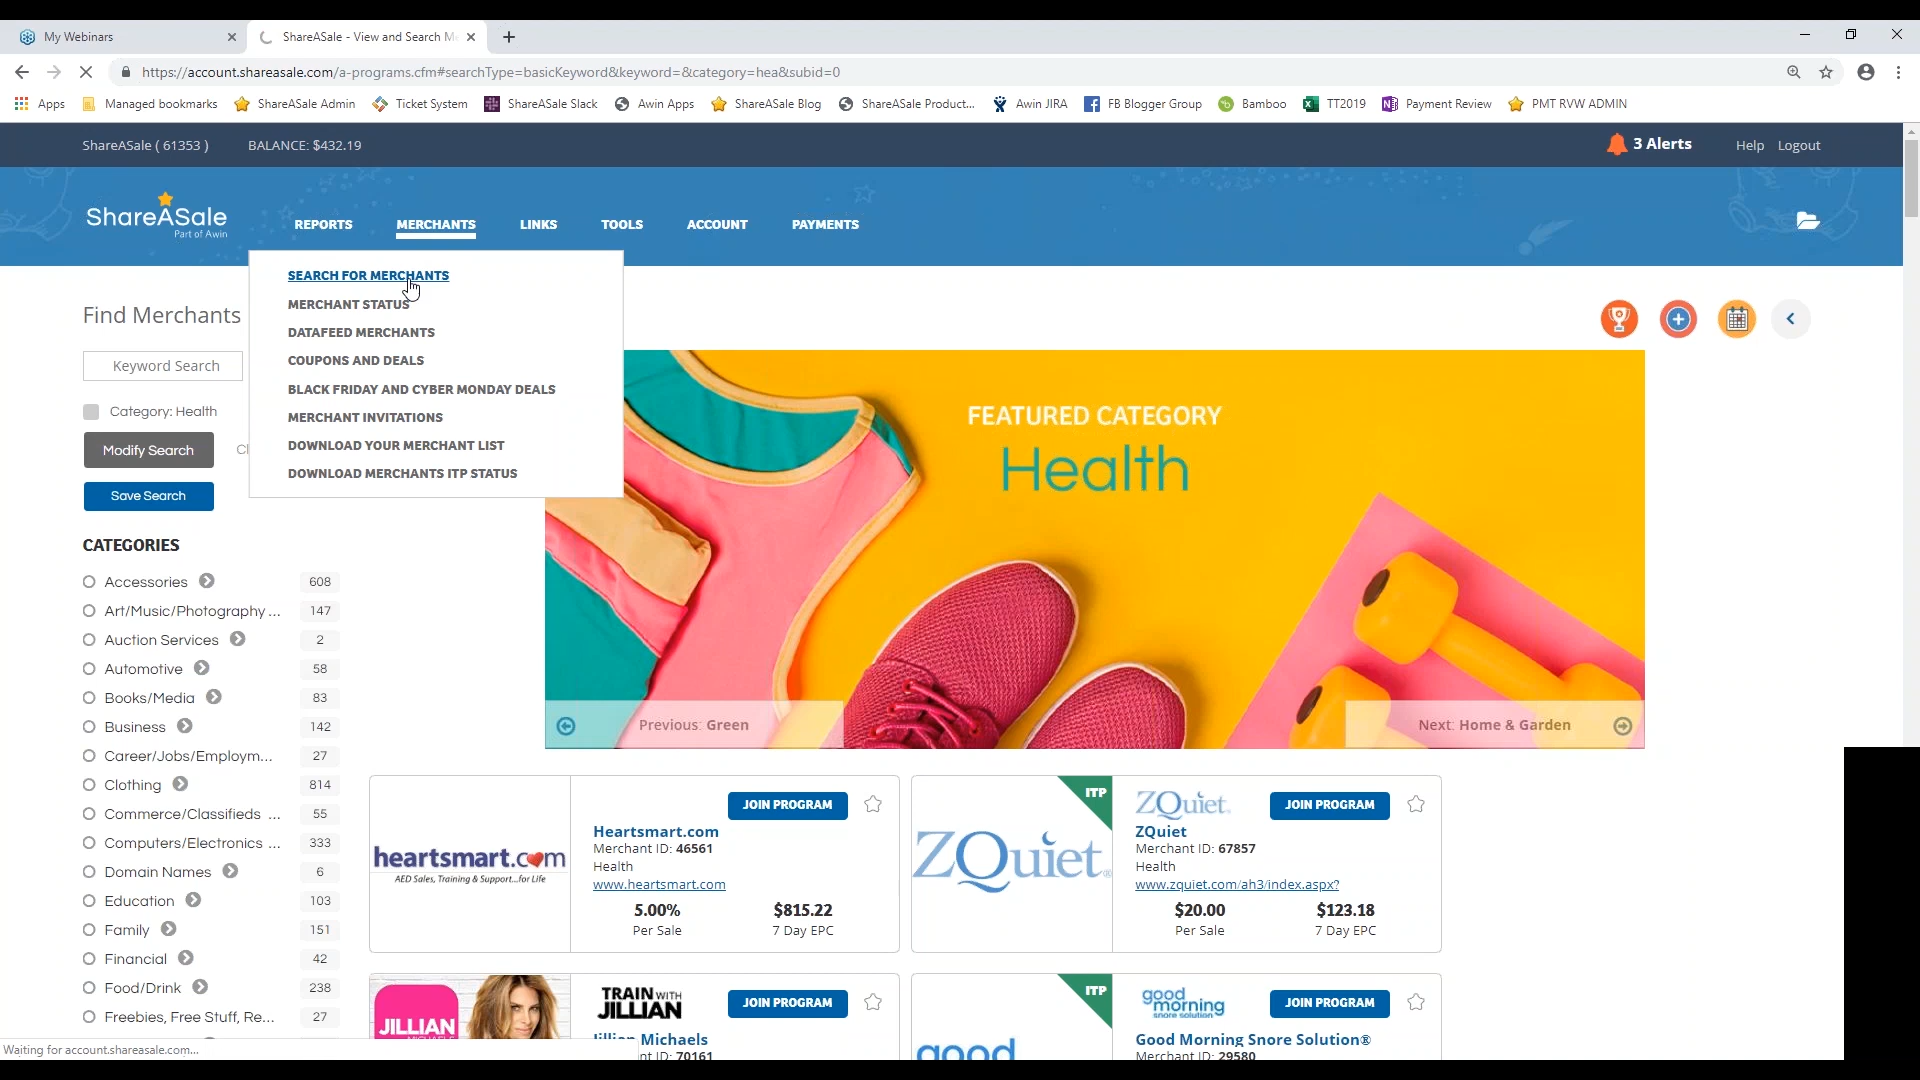 My Webinars
ShareASale - View and Search M
https://account.shareasale.com/a-programs.cfm#searchType=basicKeyword&keyword=&category=hea&subid=0
Apps Managed bookmarks ShareASale Admin Ticket System ShareASale Slack Awin Apps ShareASale Blog ShareASale Product... Awin JIRA FB Blogger Group Bamboo TT2019 Payment Review PMT RVW ADMIN
ShareASale ( 61353 ) BALANCE: $432.19 3 Alerts Help Logout
ShareASale
Part of Awin
REPORTS MERCHANTS LINKS TOOLS ACCOUNT PAYMENTS
SEARCH FOR MERCHANTS
MERCHANT STATUS
DATAFEED MERCHANTS
COUPONS AND DEALS
BLACK FRIDAY AND CYBER MONDAY DEALS
MERCHANT INVITATIONS
DOWNLOAD YOUR MERCHANT LIST
DOWNLOAD MERCHANTS ITP STATUS
Find Merchants
Keyword Search
Category: Health
Modify Search Cl
Save Search
CATEGORIES
Accessories 608
Art/Music/Photography ... 147
Auction Services 2
Automotive 58
Books/Media 83
Business 142
Career/Jobs/Employm... 27
Clothing 814
Commerce/Classifieds ... 55
Computers/Electronics ... 333
Domain Names 6
Education 103
Family 151
Financial 42
Food/Drink 238
Freebies, Free Stuff, Re... 27
FEATURED CATEGORY
Health
Previous: Green
Next: Home & Garden
heartsmart.com
AED Sales, Training & Support...for Life
JOIN PROGRAM
Heartsmart.com
Merchant ID: 46561
Health
www.heartsmart.com
5.00% $815.22
Per Sale 7 Day EPC
ITP
ZQuiet
ZQuiet
JOIN PROGRAM
ZQuiet
Merchant ID: 67857
Health
www.zquiet.com/ah3/index.aspx?
$20.00 $123.18
Per Sale 7 Day EPC
JILLIAN
TRAIN WITH
JILLIAN
JOIN PROGRAM
Jillian Michaels
nt ID: 70161
ITP
good
good
morning
snore solution
JOIN PROGRAM
Good Morning Snore Solution®
Merchant ID: 29580
Waiting for account.shareasale.com...